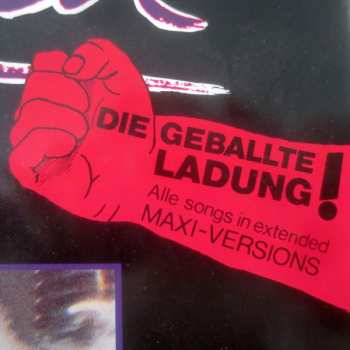 DIE GEBALLTE
LADUNG!
Alle songs in extended
MAXI-VERSIONS